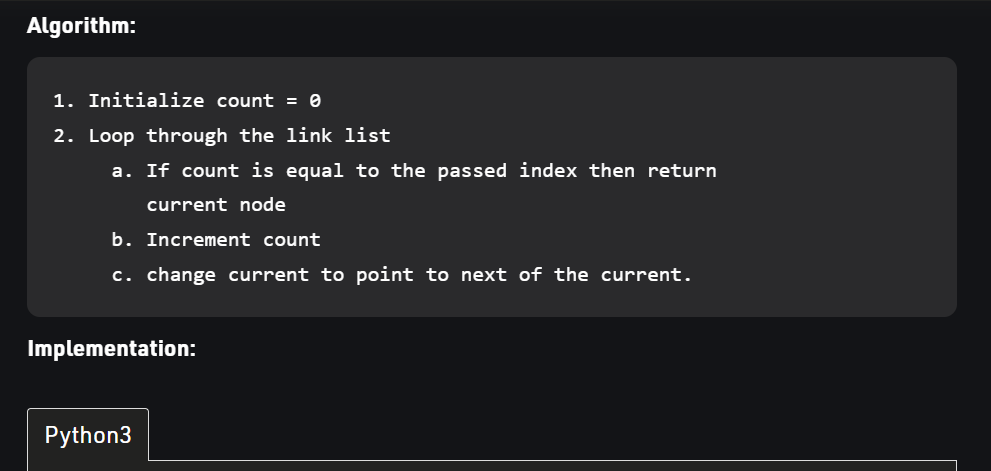 Algorithm:
1. Initialize count = 0
2. Loop through the link list
a. If count is equal to the passed index then return
current node
b. Increment count
c. change current to point to next of the current.
Implementation:
Python3